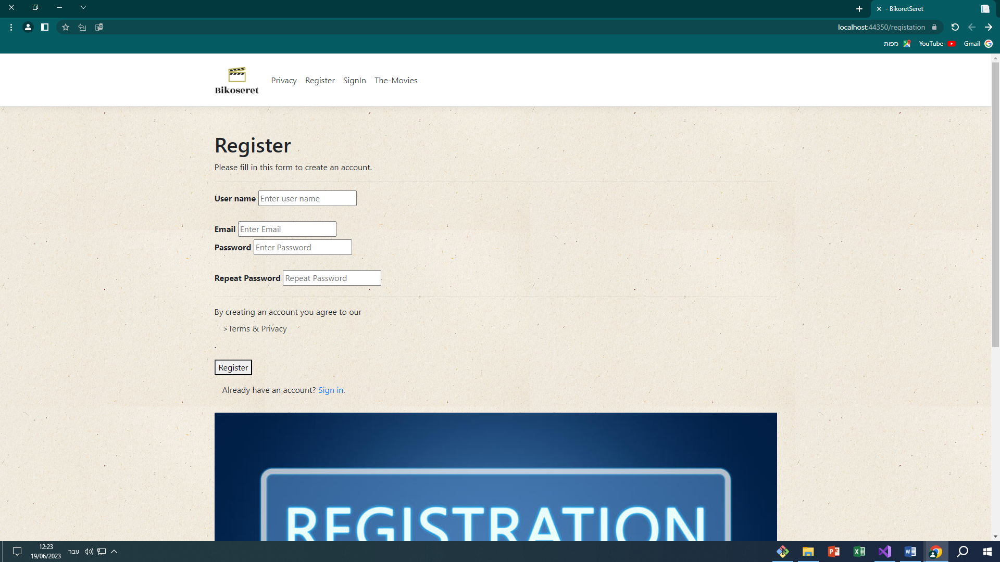 - BikoretSeret
localhost:44350/registation
Gmail
YouTube
מפות
Bikoseret
Privacy Register SignIn The-Movies
Register
Please fill in this form to create an account.
User name Enter user name
Email Enter Email
Password Enter Password
Repeat Password Repeat Password
By creating an account you agree to our
>Terms & Privacy
.
Register
Already have an account? Sign in.
REGISTRATION
12:23
19/06/2023
עבר